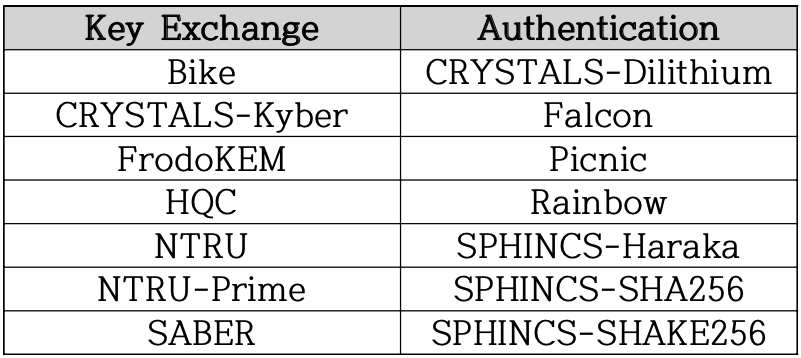 Key Exchange Authentication
Bike CRYSTALS-Dilithium
CRYSTALS-Kyber Falcon
FrodoKEM Picnic
HQC Rainbow
NTRU SPHINCS-Haraka
NTRU-Prime SPHINCS-SHA256
SABER SPHINCS-SHAKE256